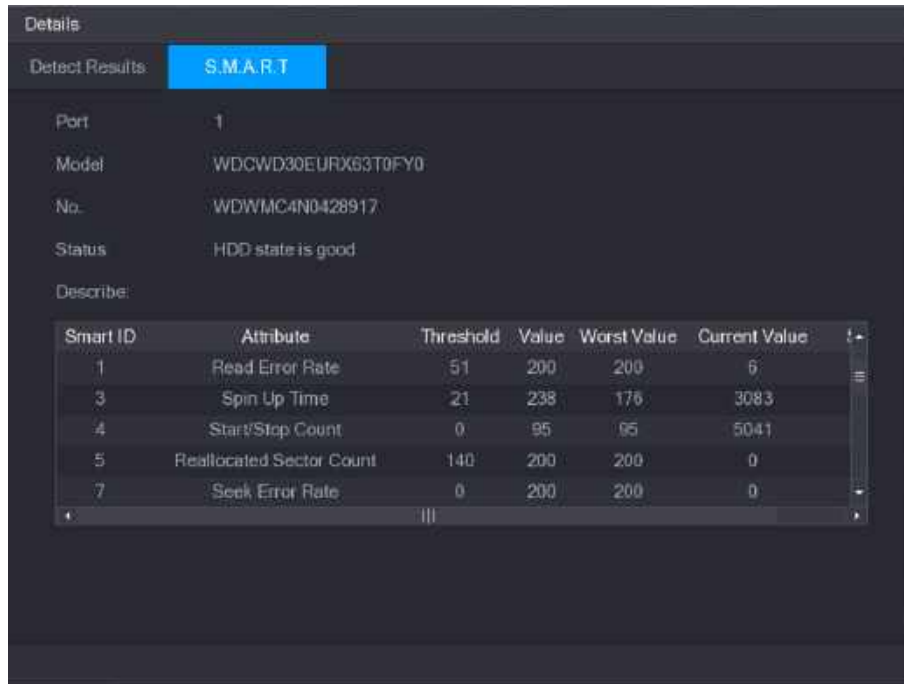 Details
Detect Results S.M.A.R.T
Port 1
Model WDCWD30EURX63T0FY0
No. WDWMC4N0428917
Status HDD state is good
Describe:
Smart ID Attribute Threshold Value Worst Value Current Value
1 Read Error Rate 51 200 200 6
3 Spin Up Time 21 238 176 3083
4 Start/Stop Count 0 95 95 5041
5 Reallocated Sector Count 140 200 200 0
7 Seek Error Rate 0 200 200 0